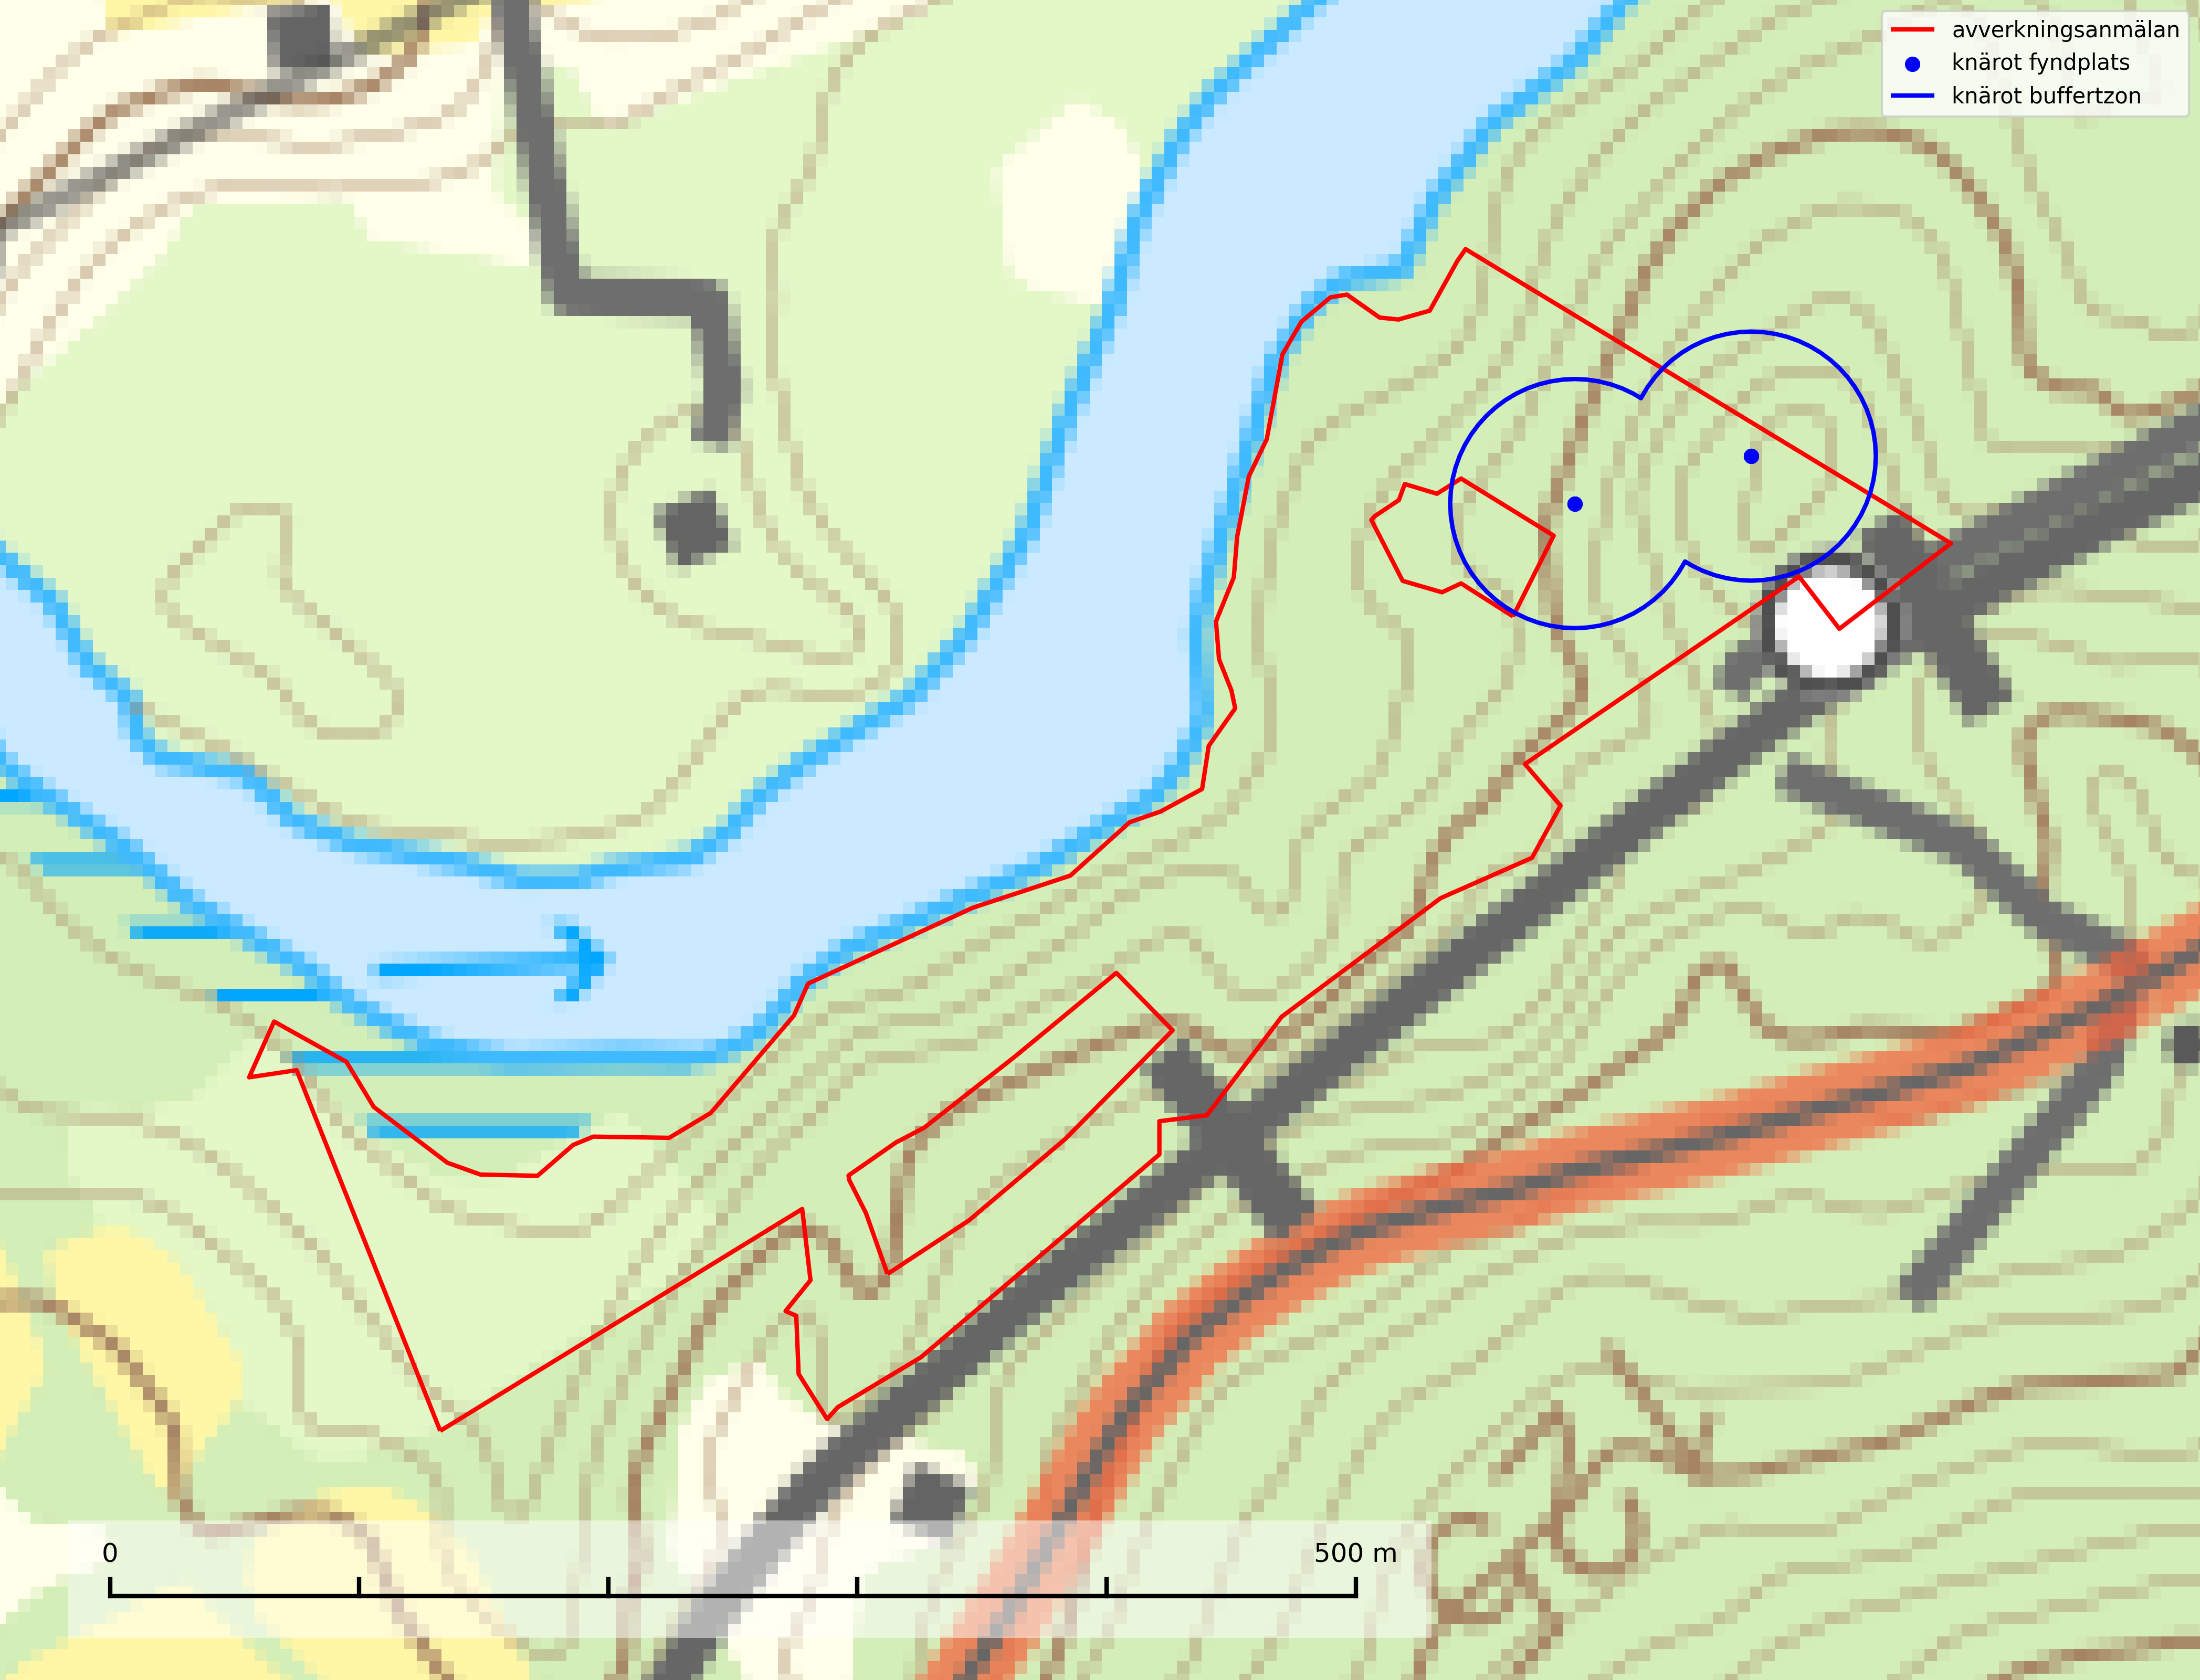 avverkningsanmälan
knärot fyndplats
knärot buffertzon
0 500 m